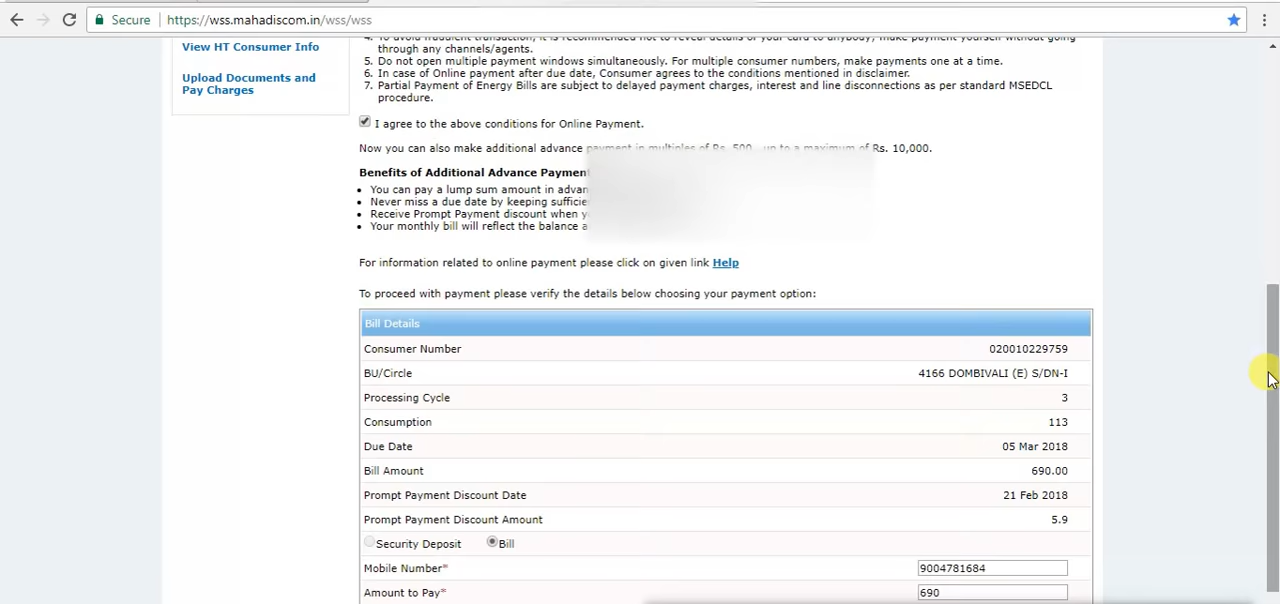 Secure https://wss.mahadiscom.in/wss/wss
View HT Consumer Info
Upload Documents and
Pay Charges
through any channels/agents.
5. Do not open multiple payment windows simultaneously. For multiple consumer numbers, make payments one at a time.
6. In case of Online payment after due date, Consumer agrees to the conditions mentioned in disclaimer.
7. Partial Payment of Energy Bills are subject to delayed payment charges, interest and line disconnections as per standard MSEDCL
procedure.
I agree to the above conditions for Online Payment.
Now you can also make additional advance payment in multiples of Rs. 500 up to a maximum of Rs. 10,000.
Benefits of Additional Advance Payment
You can pay a lump sum amount in
Never miss a due date by keeping
Receive Prompt Payment discount when
Your monthly bill will reflect the balance
For information related to online payment please click on given link Help
To proceed with payment please verify the details below choosing your payment option:
Bill Details
Consumer Number 020010229759
BU/Circle 4166 DOMBIVALI (E) S/DN-I
Processing Cycle 3
Consumption 113
Due Date 05 Mar 2018
Bill Amount 690.00
Prompt Payment Discount Date 21 Feb 2018
Prompt Payment Discount Amount 5.9
Security Deposit Bill
Mobile Number* 9004781684
Amount to Pay* 690